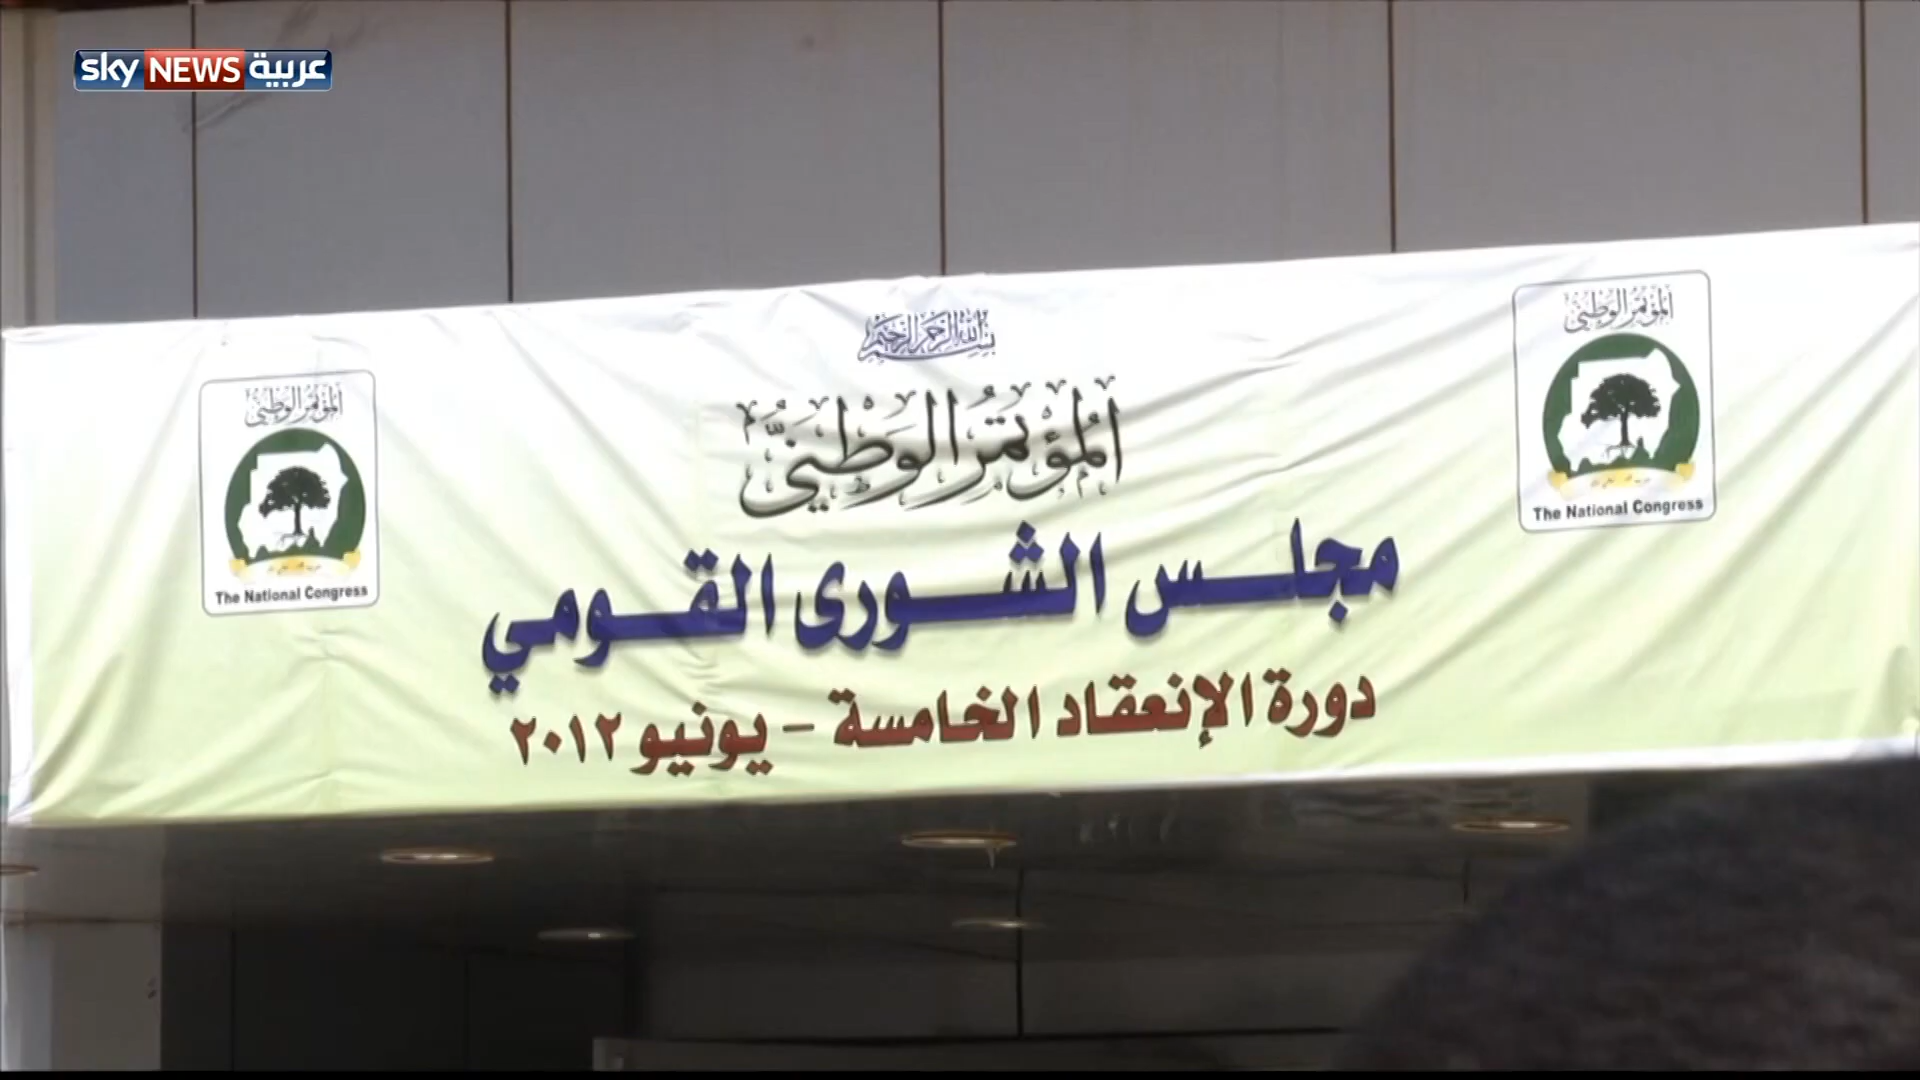 sky NEWS عربية
بسم الله الرحمن الرحيم
المؤتمر الوطني
مجلس الشورى القومي
دورة الإنعقاد الخامسة - يونيو ٢٠١٢
المؤتمر الوطني
The National Congress
المؤتمر الوطني
The National Congress